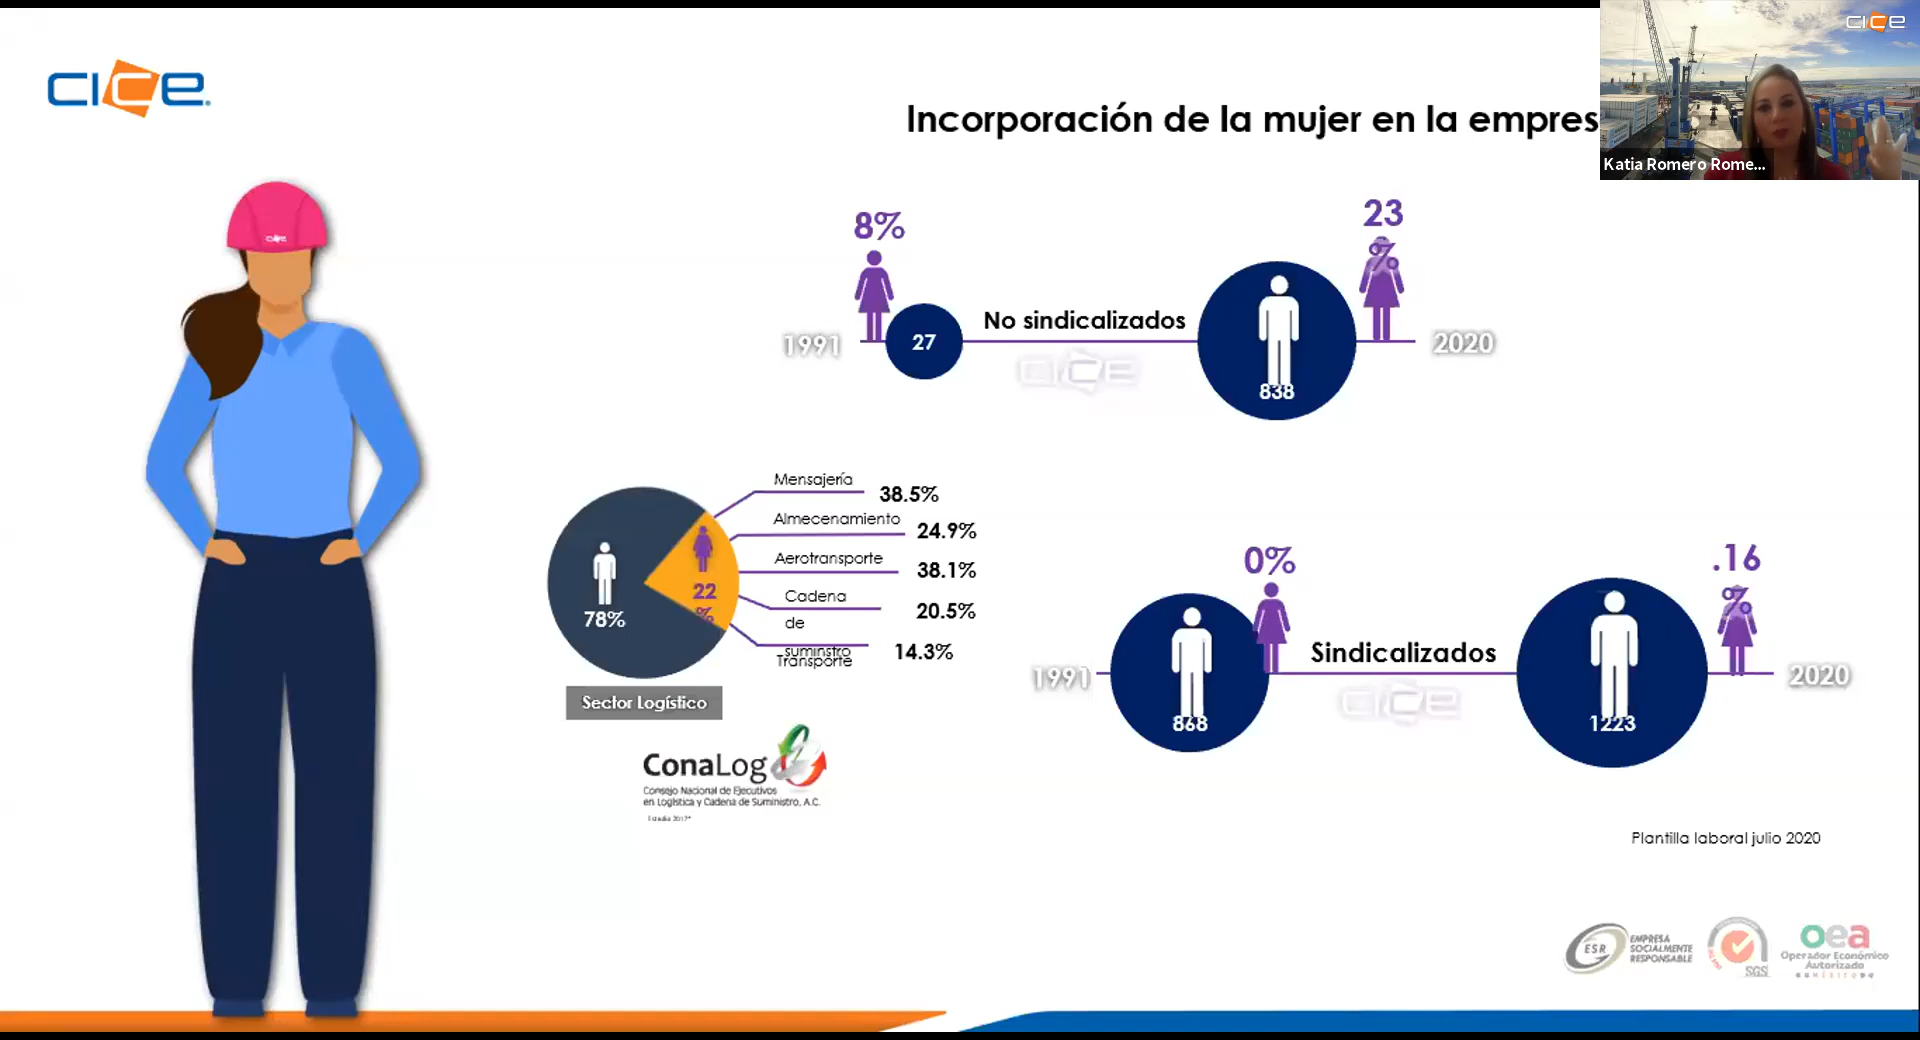 cice
cice
Katia Romero Rome...
Incorporación de la mujer en la empres
cice
8%
23
%
No sindicalizados
1991
27
838
2020
cice
Mensajería
38.5%
Almecenamiento
24.9%
Aerotransporte
38.1%
Cadena
de
suminstro
20.5%
Transporte
14.3%
78%
22
%
Sector Logístico
ConaLog
Consejo Nacional de Ejecutivos
en Logística y Cadena de Suministro, A.C.
0%
.16
%
Sindicalizados
1991
868
1223
2020
cice
Plantilla laboral julio 2020
ESR
EMPRESA
SOCIALMENTE
RESPONSABLE
SGS
oea
Operador Económico
Autorizado